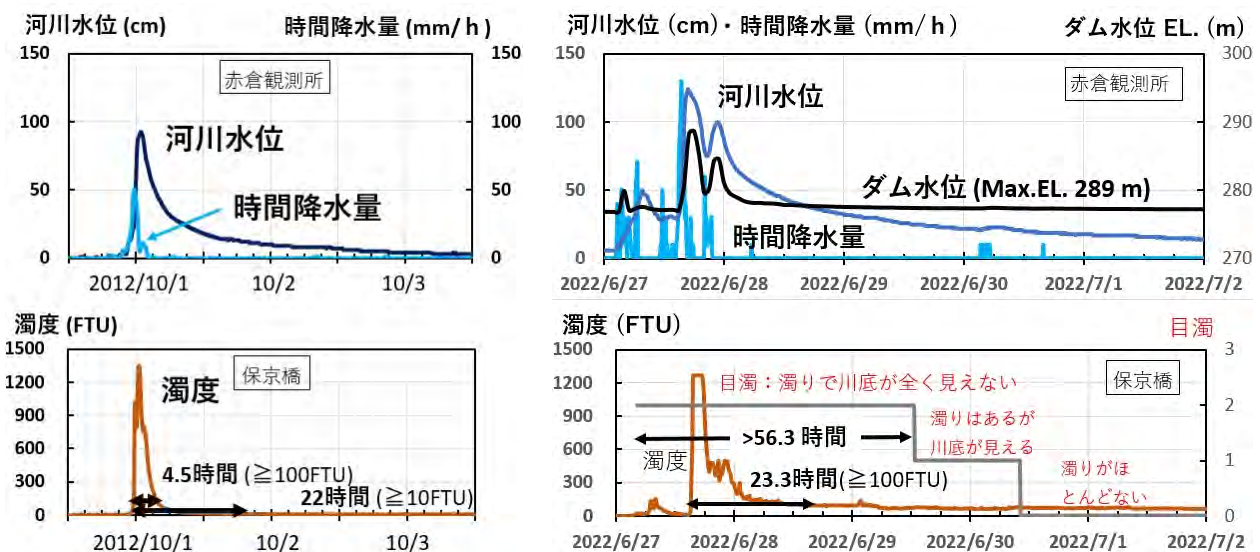 河川水位 (cm)
時間降水量 (mm/ｈ)
150
150
赤倉観測所
100
100
河川水位
50
50
時間降水量
0
0
2012/10/1
10/2
10/3
河川水位 (cm)・時間降水量 (mm/ｈ)
ダム水位 EL. (m)
150
300
赤倉観測所
河川水位
100
290
ダム水位 (Max.EL. 289 m)
50
280
時間降水量
0
270
2022/6/27
2022/6/28
2022/6/29
2022/6/30
2022/7/1
2022/7/2
濁度 (FTU)
1500
保京橋
1200
濁度
900
600
4.5時間 (≧100FTU)
300
22時間 (≧10FTU)
0
2012/10/1
10/2
10/3
濁度 (FTU)
目濁
1500
3
目濁：濁りで川底が全く見えない
保京橋
1200
900
2
濁りはあるが
>56.3 時間
川底が見える
600
濁度
1
23.3時間(≧100FTU)
濁りがほ
300
とんどない
0
0
2022/6/27
2022/6/28
2022/6/29
2022/6/30
2022/7/1
2022/7/2